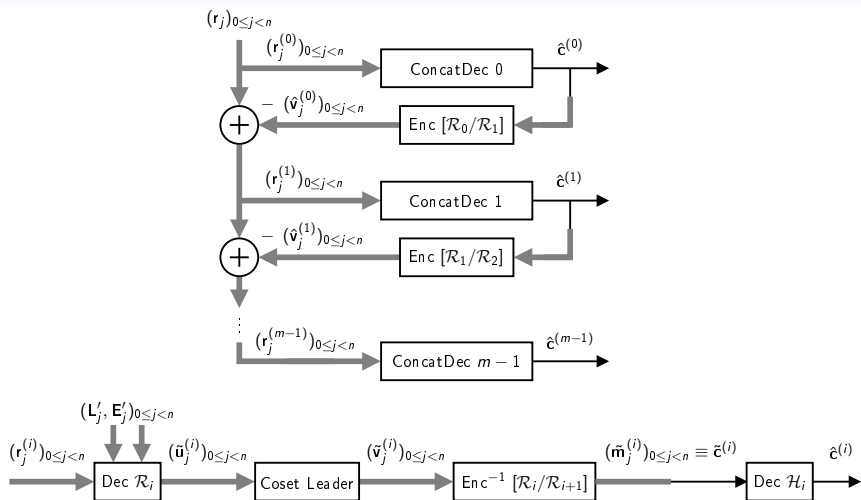 (r_j)_{0≤j<n}
(r_j^{(0)})_{0≤j<n}
ConcatDec 0
ĉ^{(0)}
− (v̂_j^{(0)})_{0≤j<n}
+
Enc [ℛ_0/ℛ_1]
(r_j^{(1)})_{0≤j<n}
ConcatDec 1
ĉ^{(1)}
− (v̂_j^{(1)})_{0≤j<n}
+
Enc [ℛ_1/ℛ_2]
⋮
(r_j^{(m−1)})_{0≤j<n}
ConcatDec m − 1
ĉ^{(m−1)}
(L′_j, E′_j)_{0≤j<n}
(r_j^{(i)})_{0≤j<n}
Dec ℛ_i
(ũ_j^{(i)})_{0≤j<n}
Coset Leader
(ṽ_j^{(i)})_{0≤j<n}
Enc^{−1} [ℛ_i/ℛ_{i+1}]
(m̃_j^{(i)})_{0≤j<n} ≡ c̃^{(i)}
Dec ℋ_i
ĉ^{(i)}